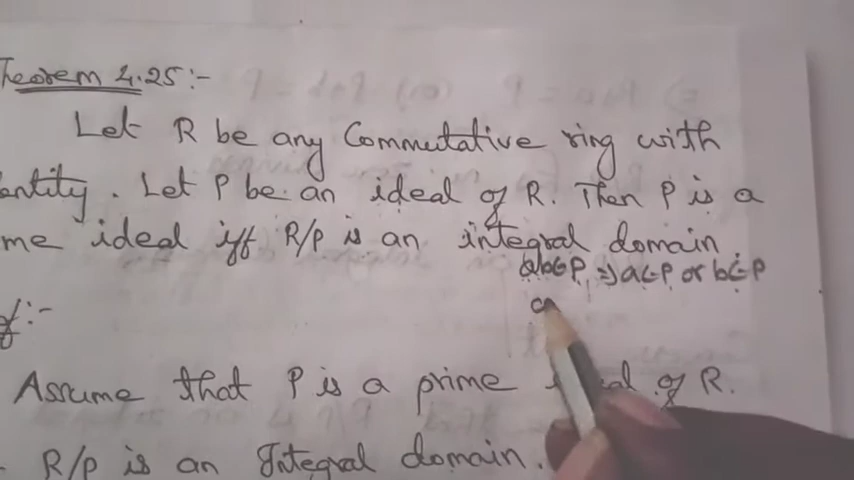 Theorem 4.25:-
Let R be any Commutative ring with
entity. Let P be an ideal of R. Then P is a
me ideal iff R/P is an integral domain
ab∈P, ⇒ a∈P or b∈P
a
f:-
Assume that P is a prime of R.
R/P is an Integral domain.